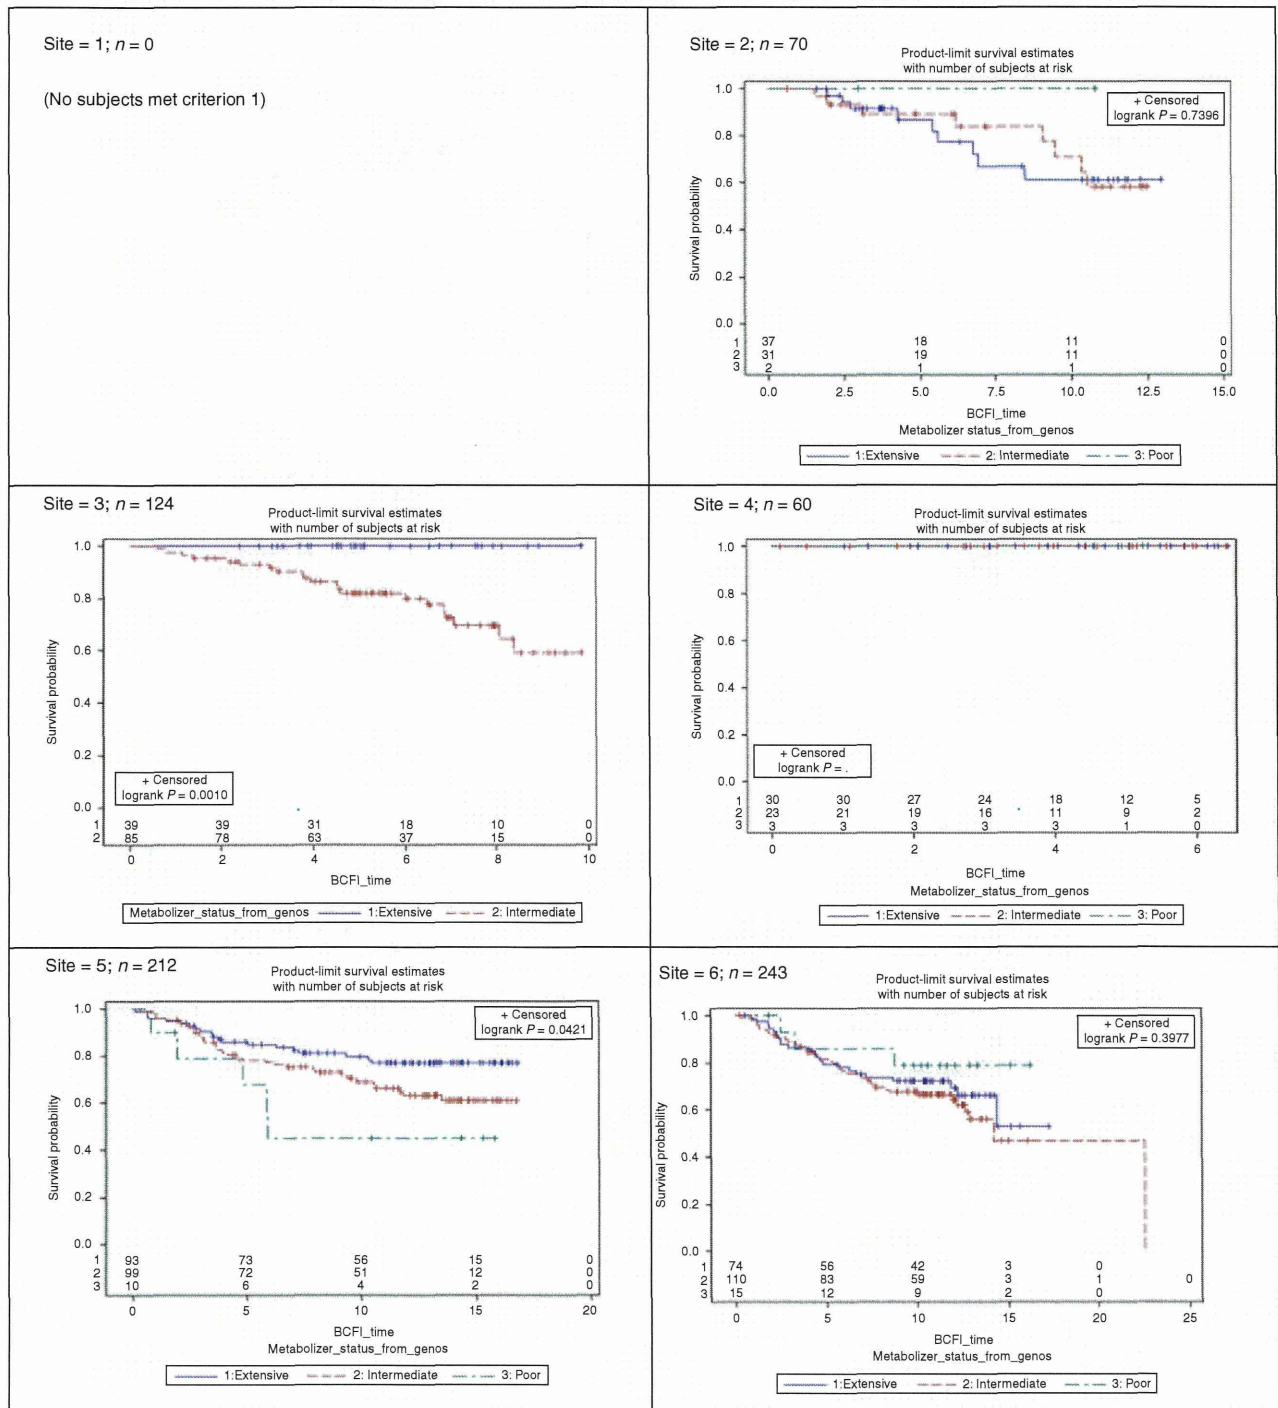 Site = 1; n = 0
(No subjects met criterion 1)
Site = 2; n = 70
Product-limit survival estimates
with number of subjects at risk
+ Censored
logrank P = 0.7396
Survival probability
1.0
0.8
0.6
0.4
0.2
0.0
1 37 18 11 0
2 31 19 11 0
3 2 1 1 0
0.0 2.5 5.0 7.5 10.0 12.5 15.0
BCFI_time
Metabolizer status_from_genos
1:Extensive 2: Intermediate 3: Poor
Site = 3; n = 124
Product-limit survival estimates
with number of subjects at risk
Survival probability
1.0
0.8
0.6
0.4
0.2
0.0
+ Censored
logrank P = 0.0010
1 39 39 31 18 10 0
2 85 78 63 37 15 0
0 2 4 6 8 10
BCFI_time
Metabolizer_status_from_genos 1:Extensive 2: Intermediate
Site = 4; n = 60
Product-limit survival estimates
with number of subjects at risk
Survival probability
1.0
0.8
0.6
0.4
0.2
0.0
+ Censored
logrank P = .
1 30 30 27 24 18 12 5
2 23 21 19 16 11 9 2
3 3 3 3 3 3 1 0
0 2 4 6
BCFI_time
Metabolizer_status_from_genos
1:Extensive 2: Intermediate 3: Poor
Site = 5; n = 212
Product-limit survival estimates
with number of subjects at risk
+ Censored
logrank P = 0.0421
Survival probability
1.0
0.8
0.6
0.4
0.2
0.0
1 93 73 56 15 0
2 99 72 51 12 0
3 10 6 4 2 0
0 5 10 15 20
BCFI_time
Metabolizer_status_from_genos
1:Extensive 2: Intermediate 3: Poor
Site = 6; n = 243
Product-limit survival estimates
with number of subjects at risk
+ Censored
logrank P = 0.3977
Survival probability
1.0
0.8
0.6
0.4
0.2
0.0
1 74 56 42 3 0
2 110 83 59 3 1 0
3 15 12 9 2 0
0 5 10 15 20 25
BCFI_time
Metabolizer_status_from_genos
1:Extensive 2: Intermediate 3: Poor